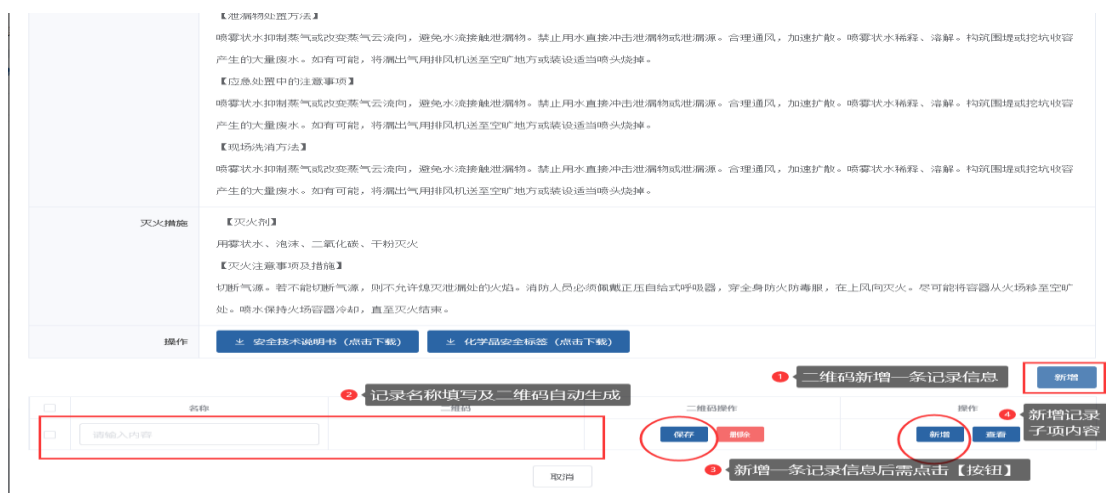 【泄漏物处置方法】
喷雾状水抑制蒸气或改变蒸气云流向，避免水流接触泄漏物。禁止用水直接冲击泄漏物或泄漏源。合理通风，加速扩散。喷雾状水稀释、溶解。构筑围堤或挖坑收容
产生的大量废水。如有可能，将漏出气用排风机送至空旷地方或装设适当喷头烧掉。
【应急处置中的注意事项】
喷雾状水抑制蒸气或改变蒸气云流向，避免水流接触泄漏物。禁止用水直接冲击泄漏物或泄漏源。合理通风，加速扩散。喷雾状水稀释、溶解。构筑围堤或挖坑收容
产生的大量废水。如有可能，将漏出气用排风机送至空旷地方或装设适当喷头烧掉。
【现场洗消方法】
喷雾状水抑制蒸气或改变蒸气云流向，避免水流接触泄漏物。禁止用水直接冲击泄漏物或泄漏源。合理通风，加速扩散。喷雾状水稀释、溶解。构筑围堤或挖坑收容
产生的大量废水。如有可能，将漏出气用排风机送至空旷地方或装设适当喷头烧掉。
灭火措施
【灭火剂】
用雾状水、泡沫、二氧化碳、干粉灭火
【灭火注意事项及措施】
切断气源。若不能切断气源，则不允许熄灭泄漏处的火焰。消防人员必须佩戴正压自给式呼吸器，穿全身防火防毒服，在上风向灭火。尽可能将容器从火场移至空旷
处。喷水保持火场容器冷却，直至灭火结束。
操作 安全技术说明书（点击下载） 化学品安全标签（点击下载）
1 二维码新增一条记录信息 新增
2 记录名称填写及二维码自动生成
名称 二维码 二维码操作 操作
4 新增记录
子项内容
请输入内容 保存 删除 新增 查看
3 新增一条记录信息后需点击【按钮】
取消